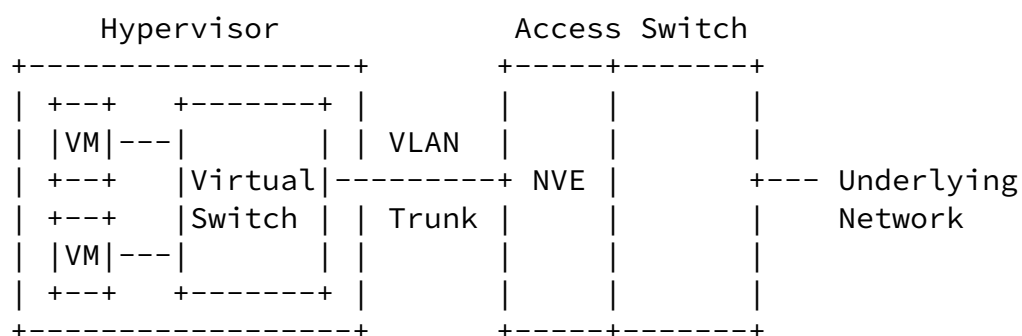 Hypervisor Access Switch
VM VLAN
Virtual NVE Underlying
Switch Trunk Network
VM